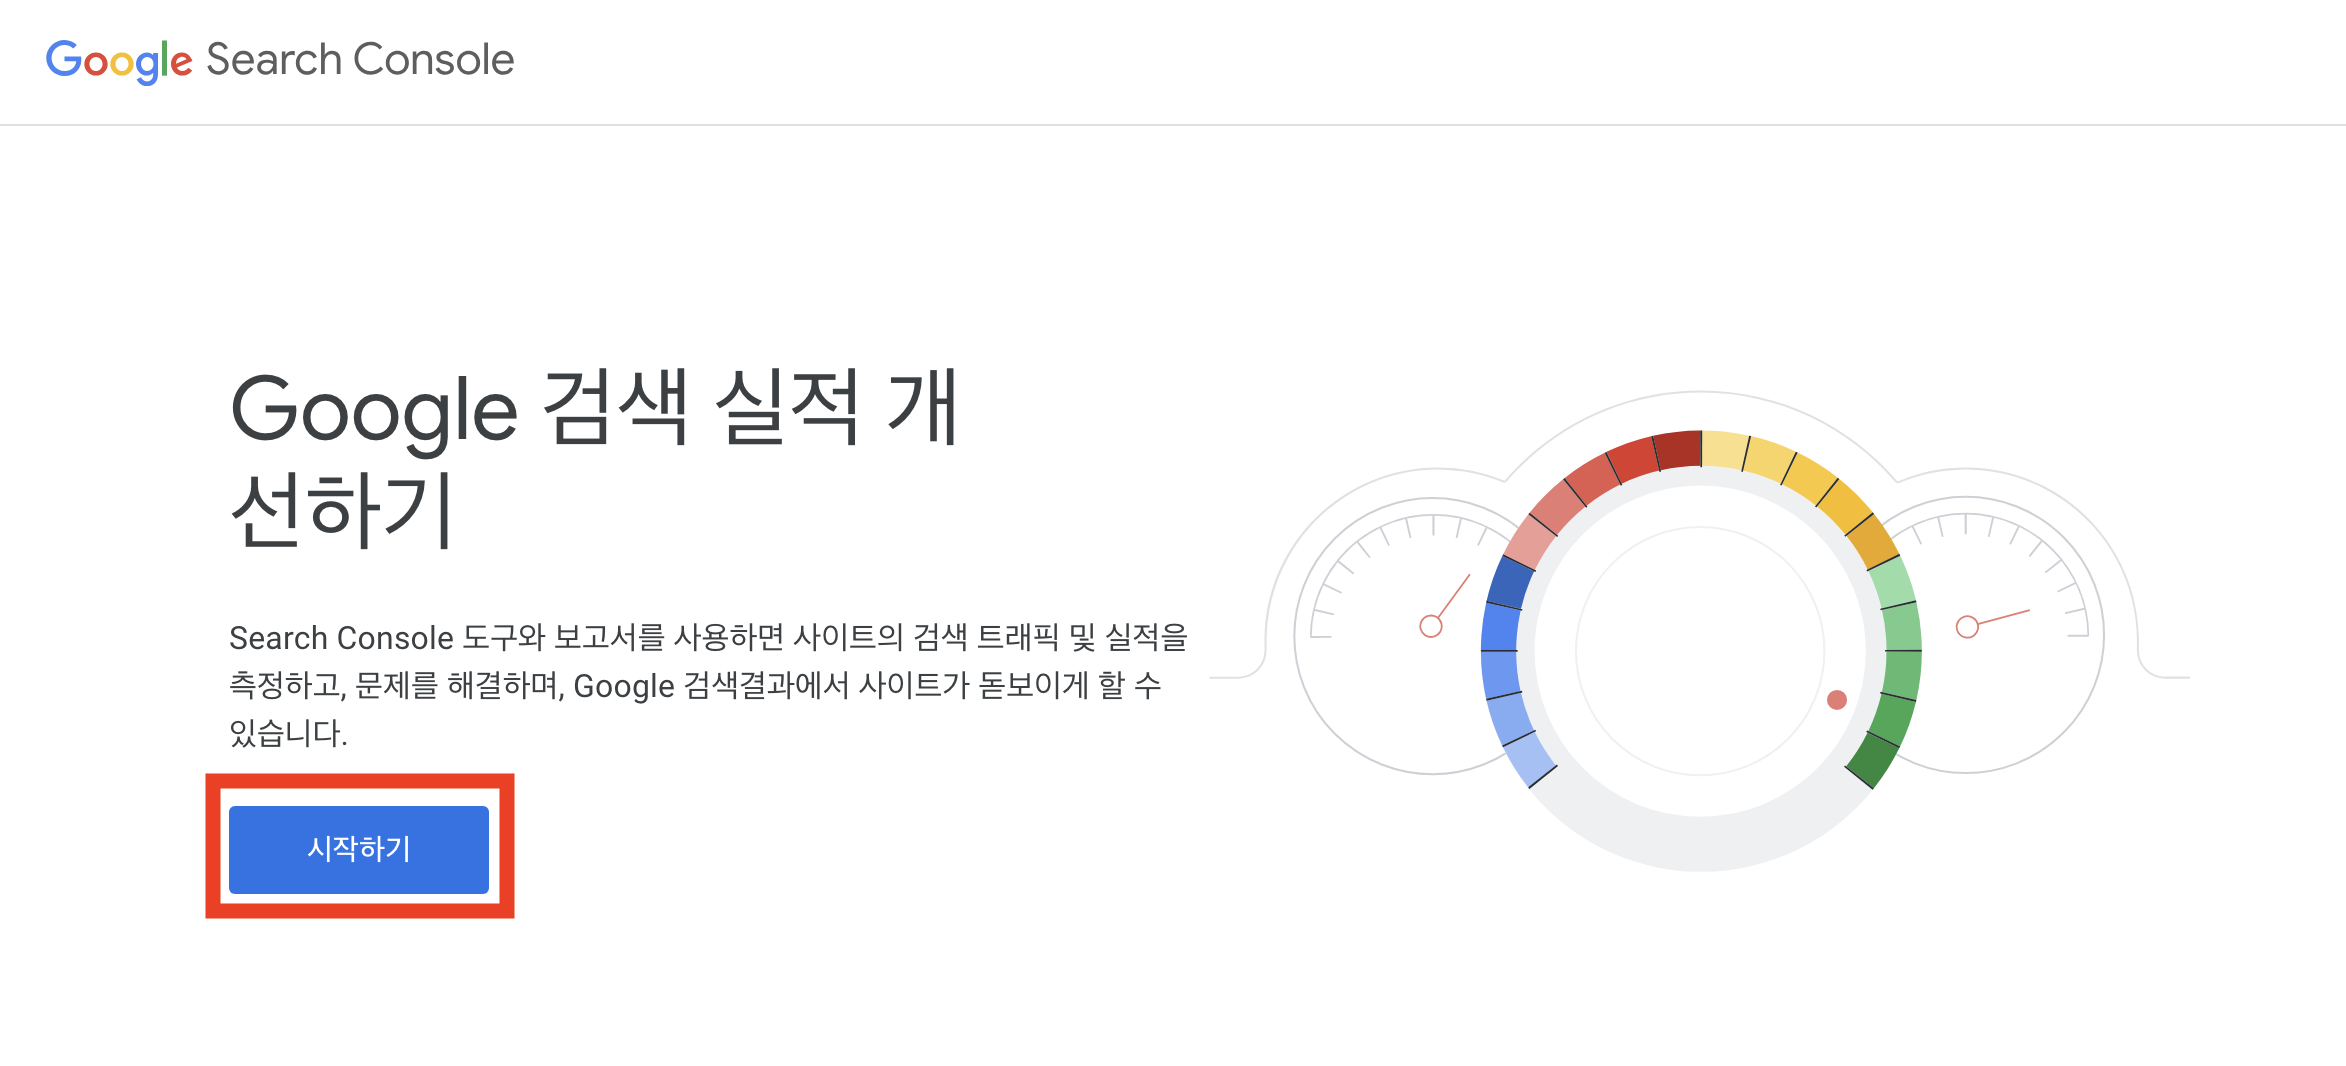 Google Search Console
Google 검색 실적 개
선하기
Search Console 도구와 보고서를 사용하면 사이트의 검색 트래픽 및 실적을
측정하고, 문제를 해결하며, Google 검색결과에서 사이트가 돋보이게 할 수
있습니다.
시작하기